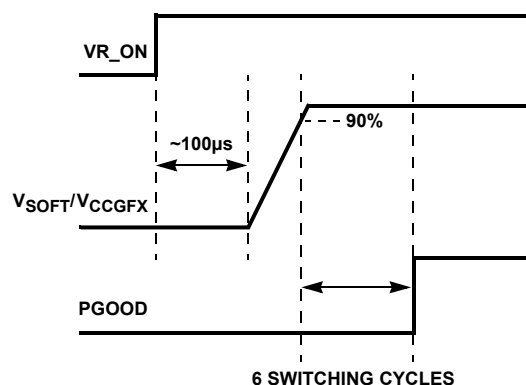 VR_ON
90%
~100µs
VSOFT/VCCGFX
PGOOD
6 SWITCHING CYCLES